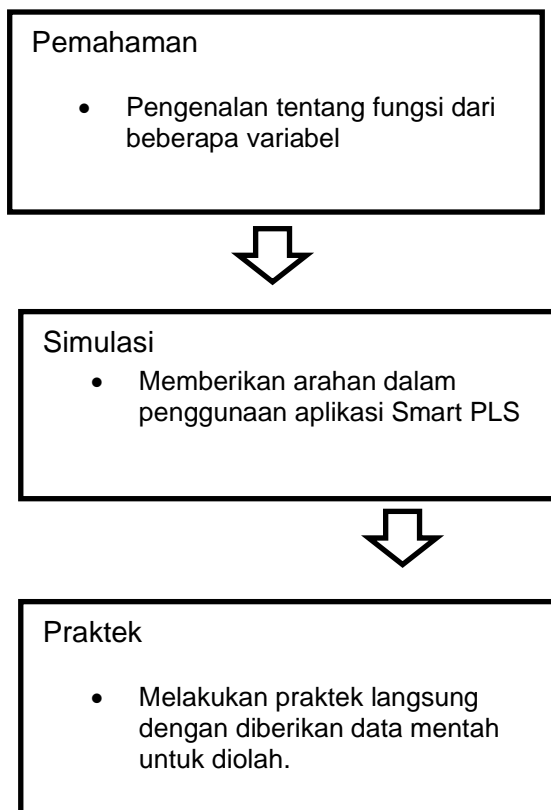 Pemahaman
• Pengenalan tentang fungsi dari
beberapa variabel
Simulasi
• Memberikan arahan dalam
penggunaan aplikasi Smart PLS
Praktek
• Melakukan praktek langsung
dengan diberikan data mentah
untuk diolah.